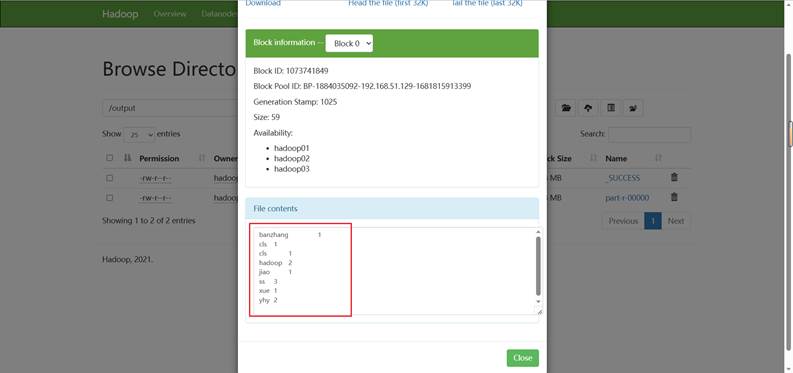 Hadoop Overview Datanodes
Download Head the file (first 32K) Tail the file (last 32K)
Block information -- Block 0
Browse Directo
Block ID: 1073741849
Block Pool ID: BP-1884035092-192.168.51.129-1681815913399
Generation Stamp: 1025
/output
Size: 59
Availability:
Show 25 entries
Search:
hadoop01
hadoop02
hadoop03
Permission Owne ck Size Name
-rw-r--r-- hadoo MB _SUCCESS
-rw-r--r-- hadoo MB part-r-00000
Showing 1 to 2 of 2 entries
Previous 1 Next
File contents
banzhang 1
cls 1
cls 1
hadoop 2
jiao 1
ss 3
xue 1
yhy 2
Hadoop, 2021.
Close